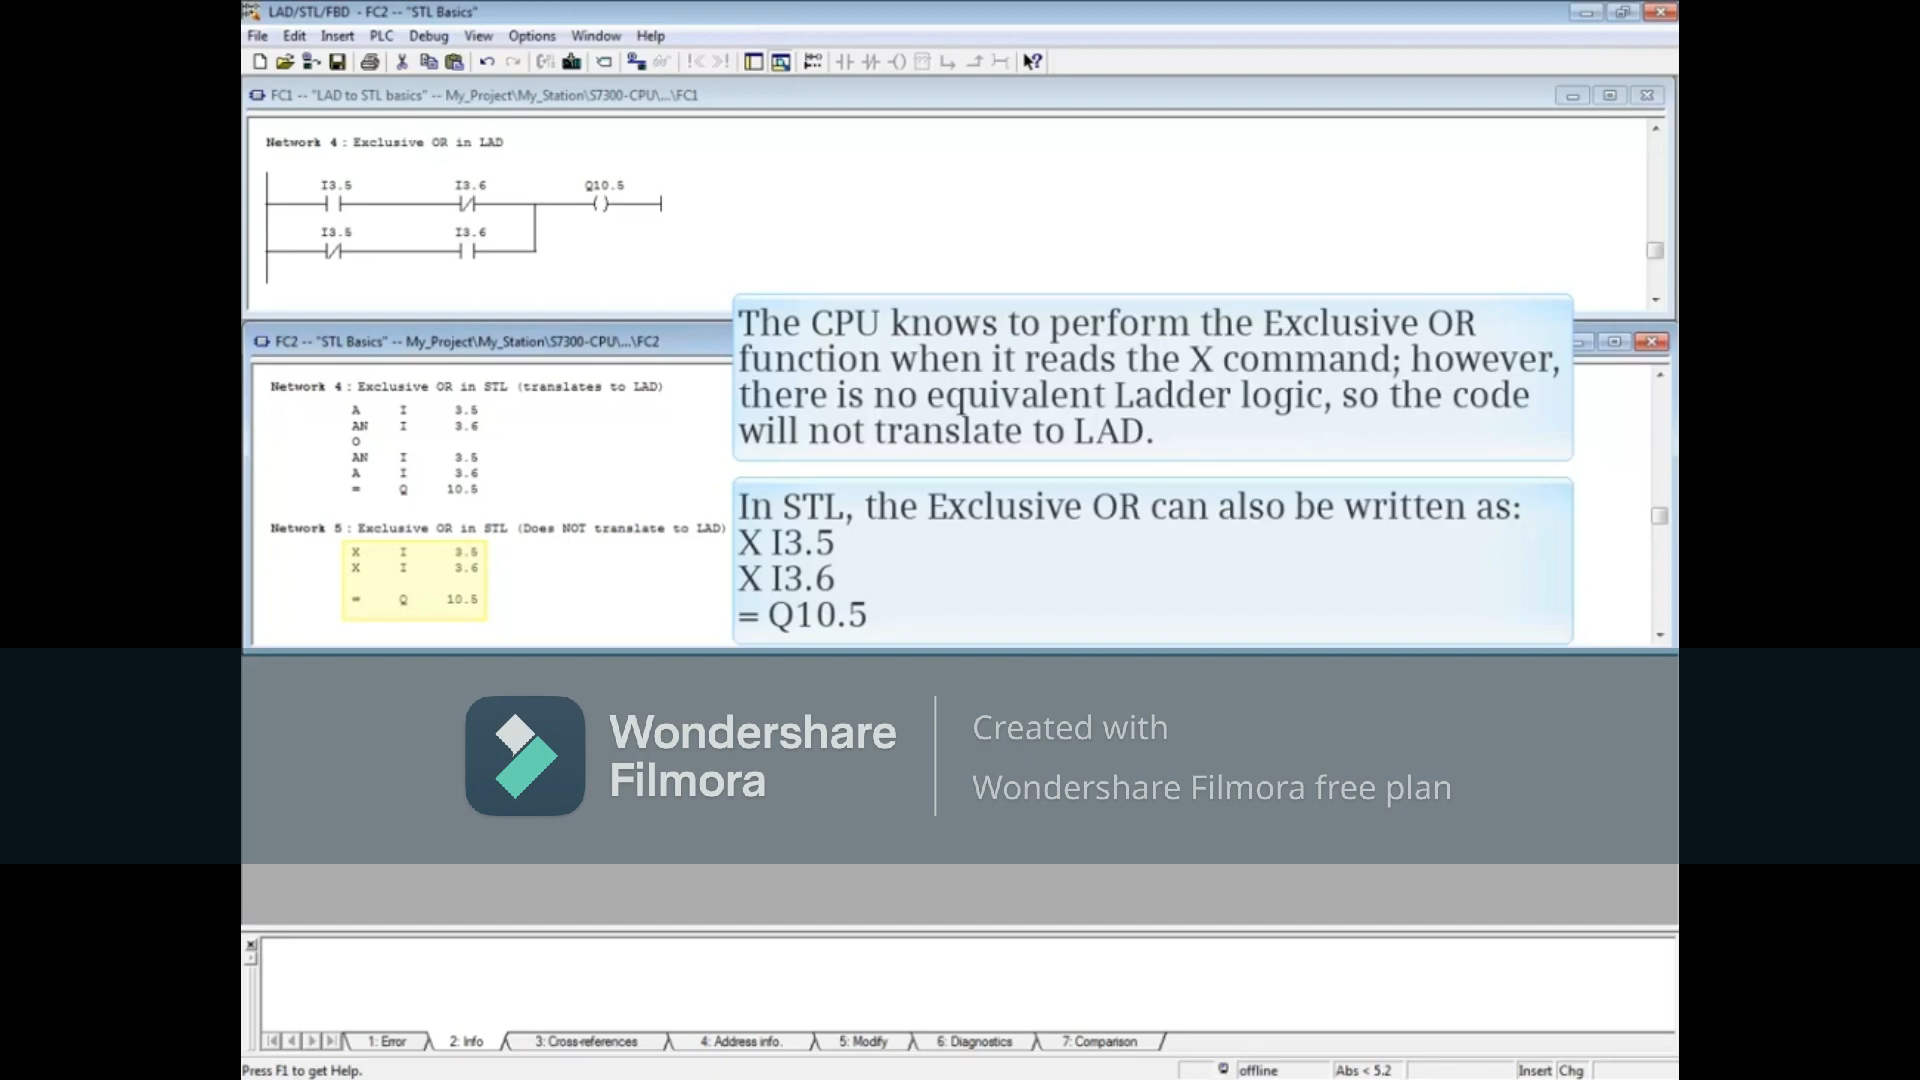 LAD/STL/FBD - FC2 -- "STL Basics"
File Edit Insert PLC Debug View Options Window Help
FC1 -- "LAD to STL basics" -- My_Project\My_Station\S7300-CPU\...\FC1
Network 4 : Exclusive OR in LAD
I3.5 I3.6 Q10.5
I3.5 I3.6
FC2 -- "STL Basics" -- My_Project\My_Station\S7300-CPU\...\FC2
Network 4 : Exclusive OR in STL (translates to LAD)
A I 3.5
AN I 3.6
O
AN I 3.5
A I 3.6
= Q 10.5
Network 5 : Exclusive OR in STL (Does NOT translate to LAD)
X I 3.5
X I 3.6
= Q 10.5
The CPU knows to perform the Exclusive OR
function when it reads the X command; however,
there is no equivalent Ladder logic, so the code
will not translate to LAD.
In STL, the Exclusive OR can also be written as:
X I3.5
X I3.6
= Q10.5
Wondershare
Filmora
Created with
Wondershare Filmora free plan
1: Error 2: Info 3: Cross-references 4: Address info. 5: Modify 6: Diagnostics 7: Comparison
Press F1 to get Help. offline Abs < 5.2 Insert Chg